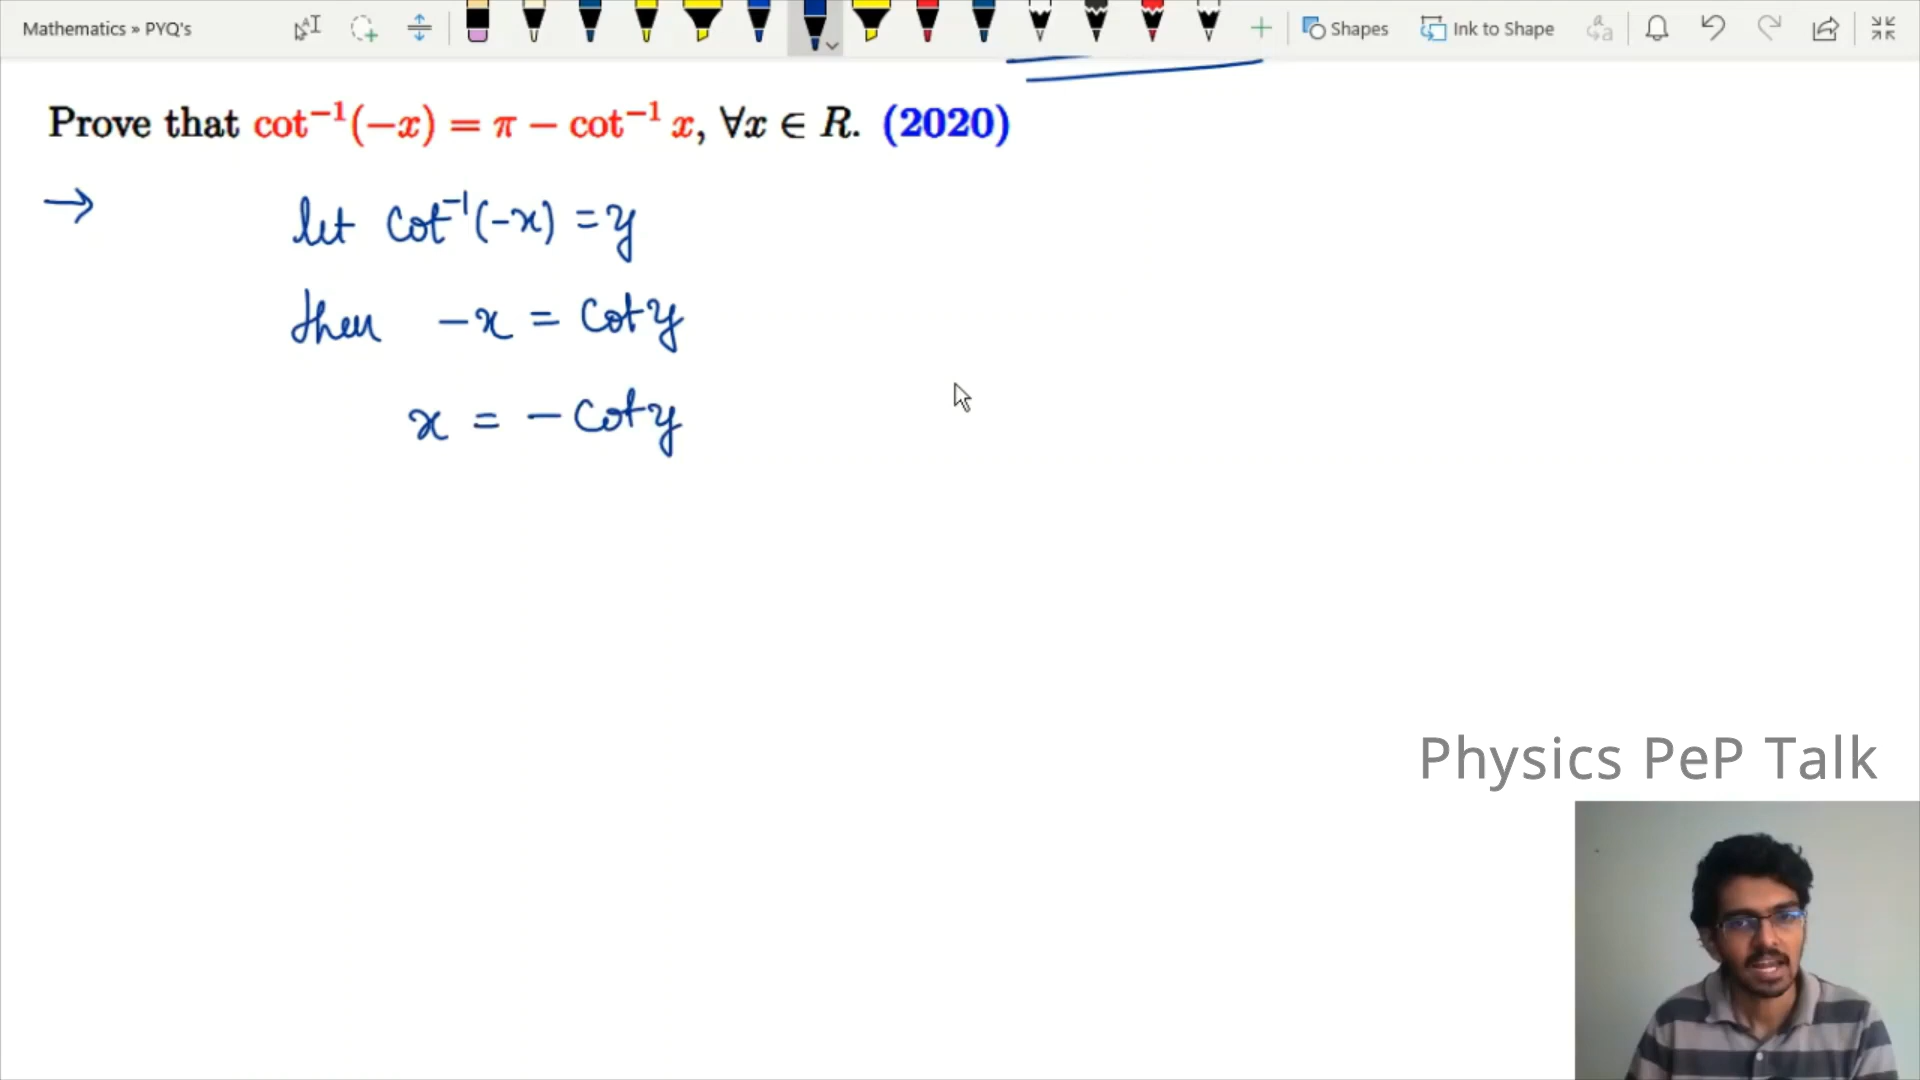 Mathematics » PYQ's
Shapes
Ink to Shape
Prove that cot⁻¹(−x) = π − cot⁻¹ x, ∀x ∈ R. (2020)
→ let cot⁻¹(-x) = y
then -x = cot y
x = - cot y
Physics PeP Talk